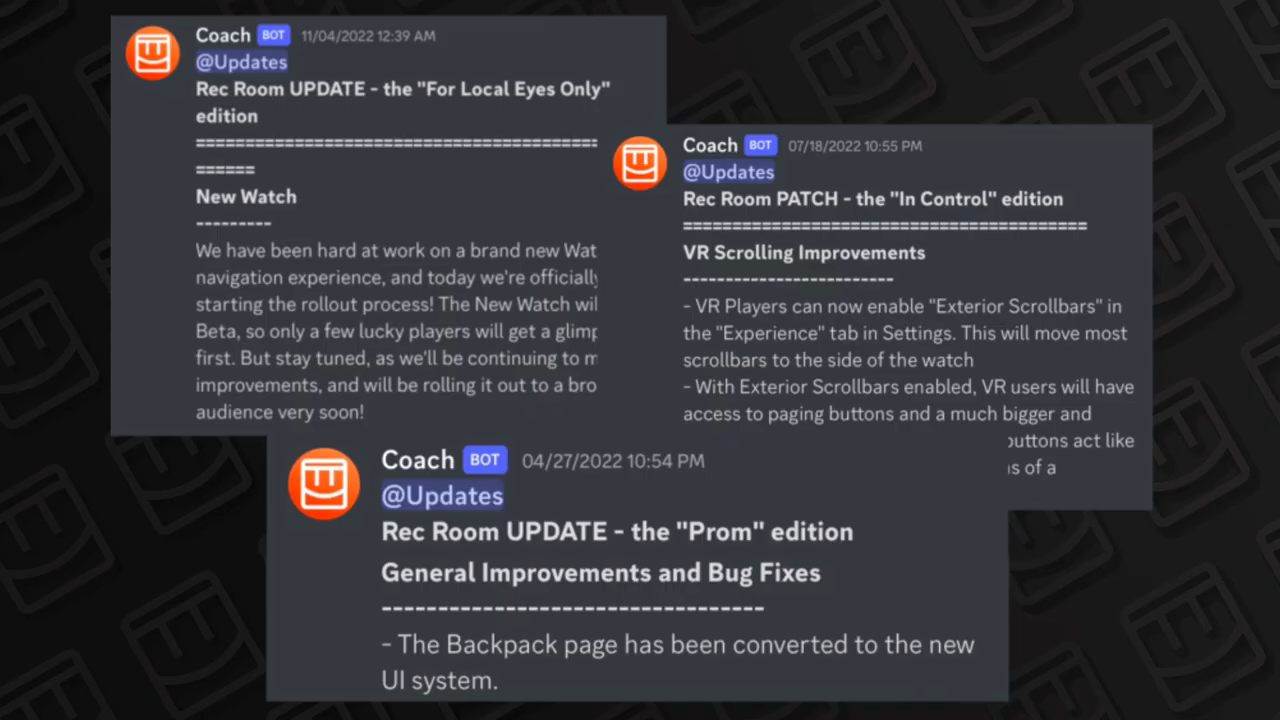 Coach BOT 11/04/2022 12:39 AM
@Updates
Rec Room UPDATE - the "For Local Eyes Only"
edition
=========================================
======
New Watch
---------
We have been hard at work on a brand new
navigation experience, and today we're officially
starting the rollout process! The New Watch
Beta, so only a few lucky players will get a
first. But stay tuned, as we'll be continuing to
improvements, and will be rolling it out to a
audience very soon!
Coach BOT 07/18/2022 10:55 PM
@Updates
Rec Room PATCH - the "In Control" edition
=========================================
VR Scrolling Improvements
------------------------
- VR Players can now enable "Exterior Scrollbars" in
the "Experience" tab in Settings. This will move most
scrollbars to the side of the watch
- With Exterior Scrollbars enabled, VR users will have
access to paging buttons and a much bigger and
buttons act like
of a
Coach BOT 04/27/2022 10:54 PM
@Updates
Rec Room UPDATE - the "Prom" edition
General Improvements and Bug Fixes
----------------------------------
- The Backpack page has been converted to the new
UI system.